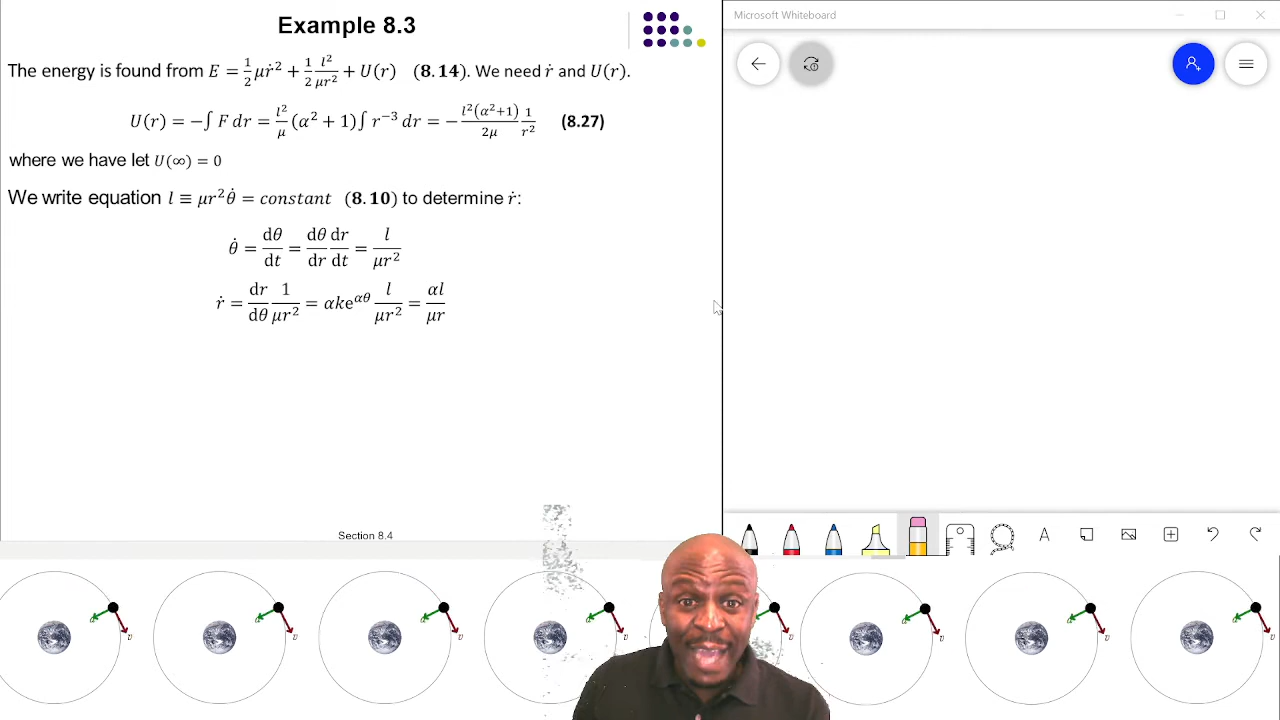 Example 8.3
Microsoft Whiteboard
The energy is found from E = 1/2 μṙ² + 1/2 l²/μr² + U(r) (8.14). We need ṙ and U(r).
U(r) = −∫ F dr = l²/μ (α² + 1) ∫ r⁻³ dr = − l²(α²+1)/2μ 1/r² (8.27)
where we have let U(∞) = 0
We write equation l ≡ μr²θ̇ = constant (8.10) to determine ṙ:
θ̇ = dθ/dt = dθ/dr dr/dt = l/μr²
ṙ = dr/dθ 1/μr² = αke^αθ l/μr² = αl/μr
Section 8.4
A
a v
a v
a v
a v
a
a v
a v
a v